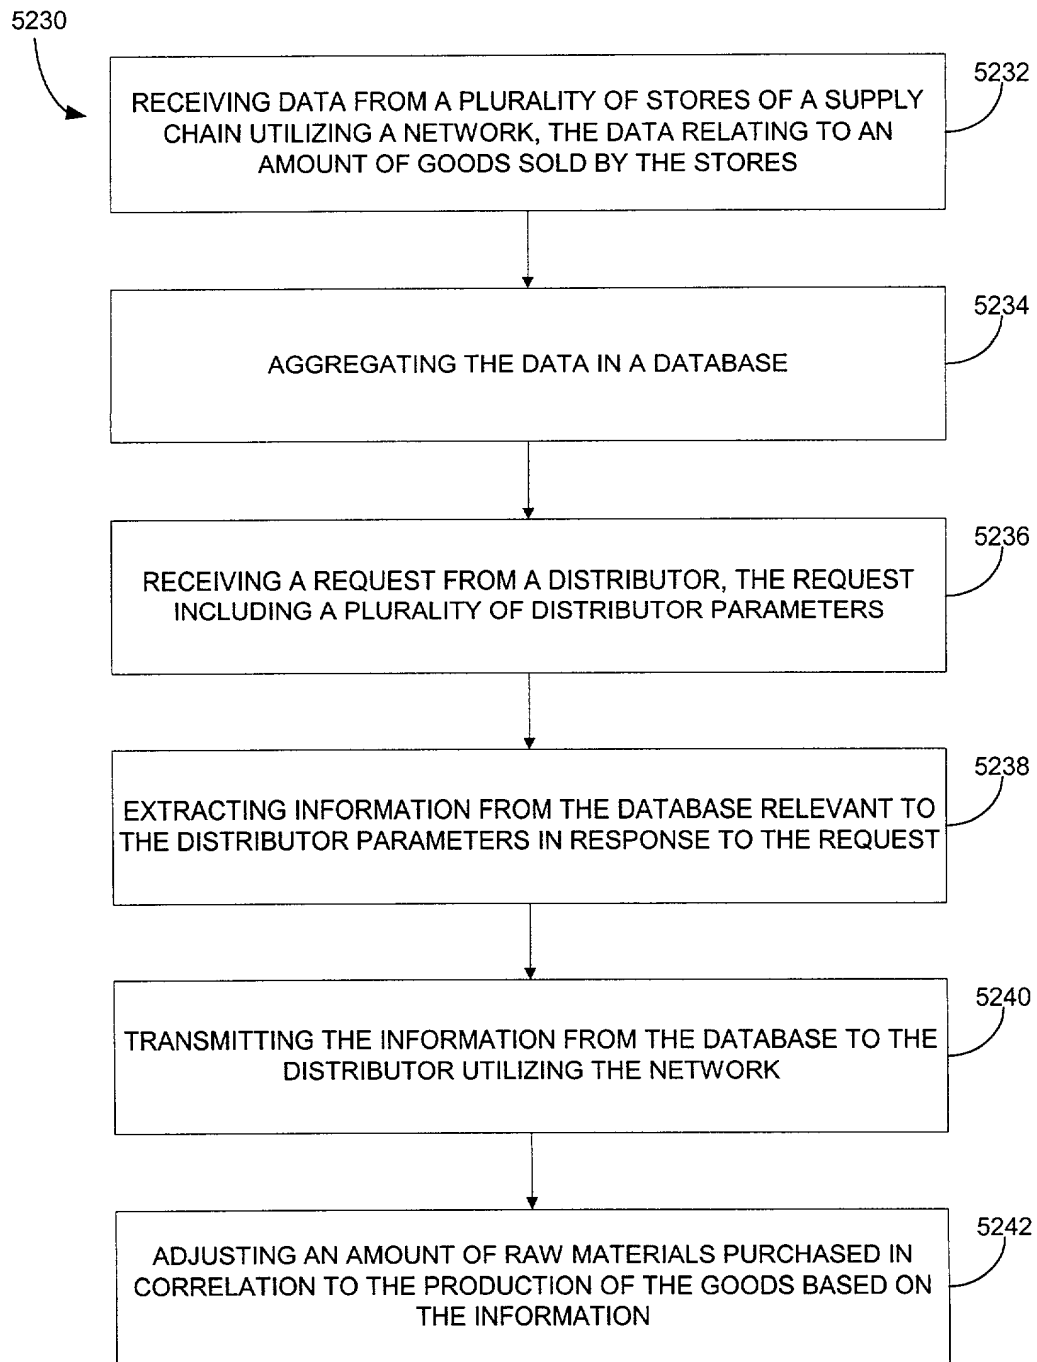 5230
5232
RECEIVING DATA FROM A PLURALITY OF STORES OF A SUPPLY
CHAIN UTILIZING A NETWORK, THE DATA RELATING TO AN
AMOUNT OF GOODS SOLD BY THE STORES
5234
AGGREGATING THE DATA IN A DATABASE
5236
RECEIVING A REQUEST FROM A DISTRIBUTOR, THE REQUEST
INCLUDING A PLURALITY OF DISTRIBUTOR PARAMETERS
5238
EXTRACTING INFORMATION FROM THE DATABASE RELEVANT TO
THE DISTRIBUTOR PARAMETERS IN RESPONSE TO THE REQUEST
5240
TRANSMITTING THE INFORMATION FROM THE DATABASE TO THE
DISTRIBUTOR UTILIZING THE NETWORK
5242
ADJUSTING AN AMOUNT OF RAW MATERIALS PURCHASED IN
CORRELATION TO THE PRODUCTION OF THE GOODS BASED ON
THE INFORMATION